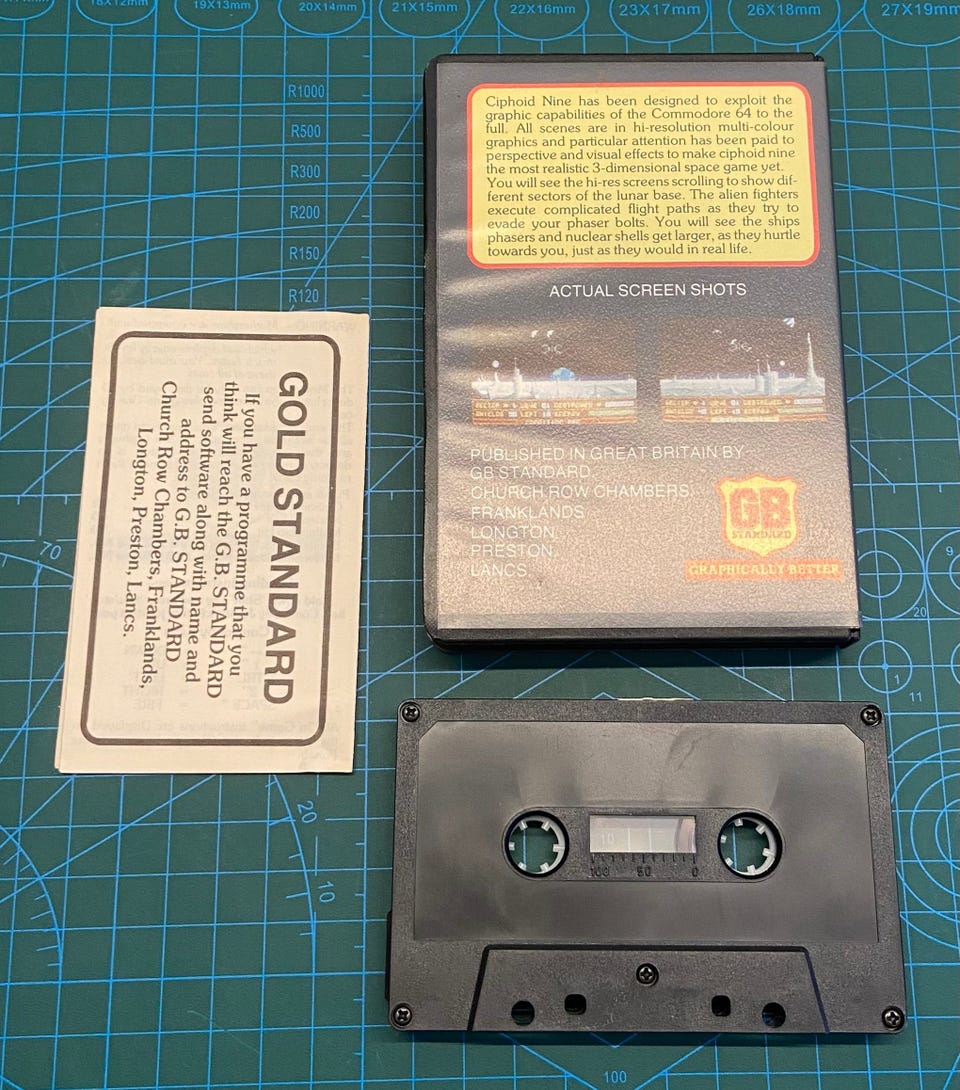 18X12mm
19X13mm
20X14mm
21X15mm
22X16mm
23X17mm
26X18mm
27X19mm
R1000
R500
R300
R200
R150
R120
Ciphoid Nine has been designed to exploit the
graphic capabilities of the Commodore 64 to the
full. All scenes are in hi-resolution multi-colour
graphics and particular attention has been paid to
perspective and visual effects to make ciphoid nine
the most realistic 3-dimensional space game yet.
You will see the hi-res screens scrolling to show dif-
ferent sectors of the lunar base. The alien fighters
execute complicated flight paths as they try to
evade your phaser bolts. You will see the ships
phasers and nuclear shells get larger, as they hurtle
towards you, just as they would in real life.
ACTUAL SCREEN SHOTS
PUBLISHED IN GREAT BRITAIN BY
GB STANDARD.
CHURCH ROW CHAMBERS.
FRANKLANDS
LONGTON.
PRESTON.
LANCS.
GB
STANDARD
GRAPHICALLY BETTER
GOLD STANDARD
If you have a programme that you
think will reach the G.B. STANDARD
send software along with name and
address to G.B. STANDARD
Church Row Chambers, Franklands,
Longton, Preston, Lancs.
70
20
10
9
20
1
11
10
100 50 0
100